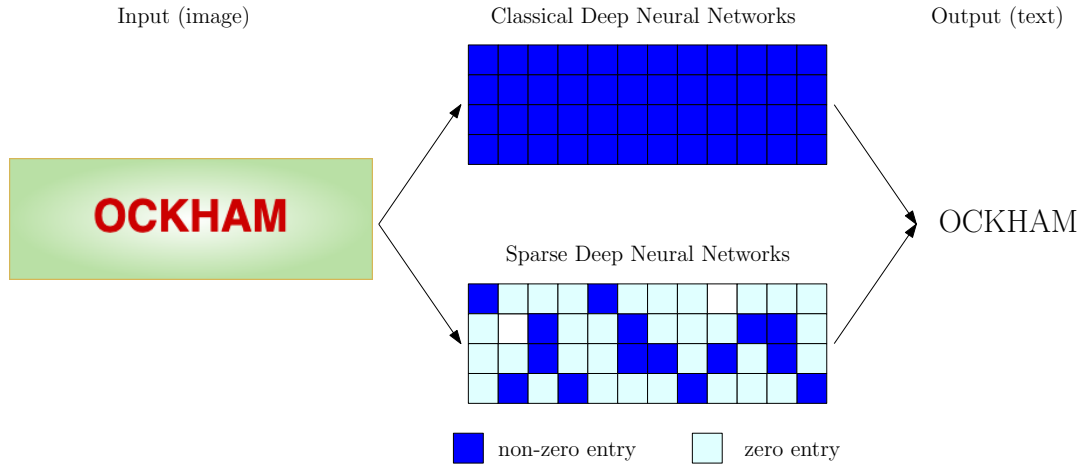 Input (image)
Classical Deep Neural Networks
Output (text)
OCKHAM
OCKHAM
Sparse Deep Neural Networks
non-zero entry
zero entry